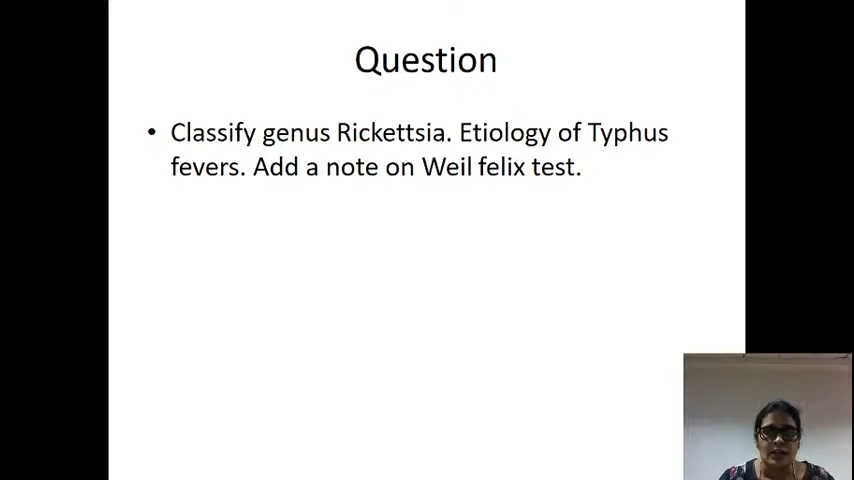 Question
• Classify genus Rickettsia. Etiology of Typhus
fevers. Add a note on Weil felix test.